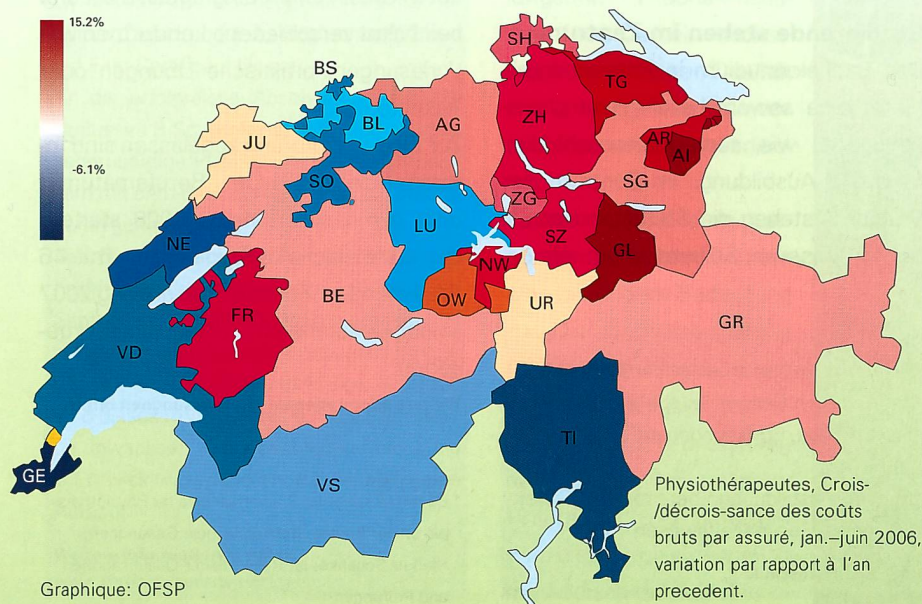 15.2%
-6.1%
SH
BS
TG
BL
ZH
AG
JU
AR
AI
SO
SG
ZG
LU
SZ
NE
GL
NW
BE
OW
UR
FR
GR
VD
TI
GE
VS
Physiothérapeutes, Crois-
/décrois-sance des coûts
bruts par assuré, jan.–juin 2006,
variation par rapport à l'an
precedent.
Graphique: OFSP